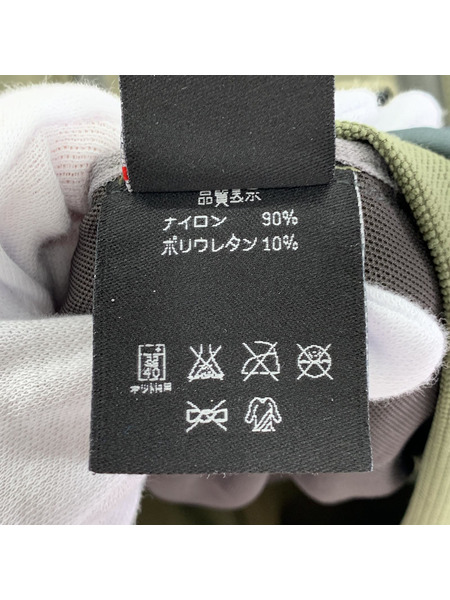 品質表示
ナイロン 90%
ポリウレタン 10%
40
ネット使用